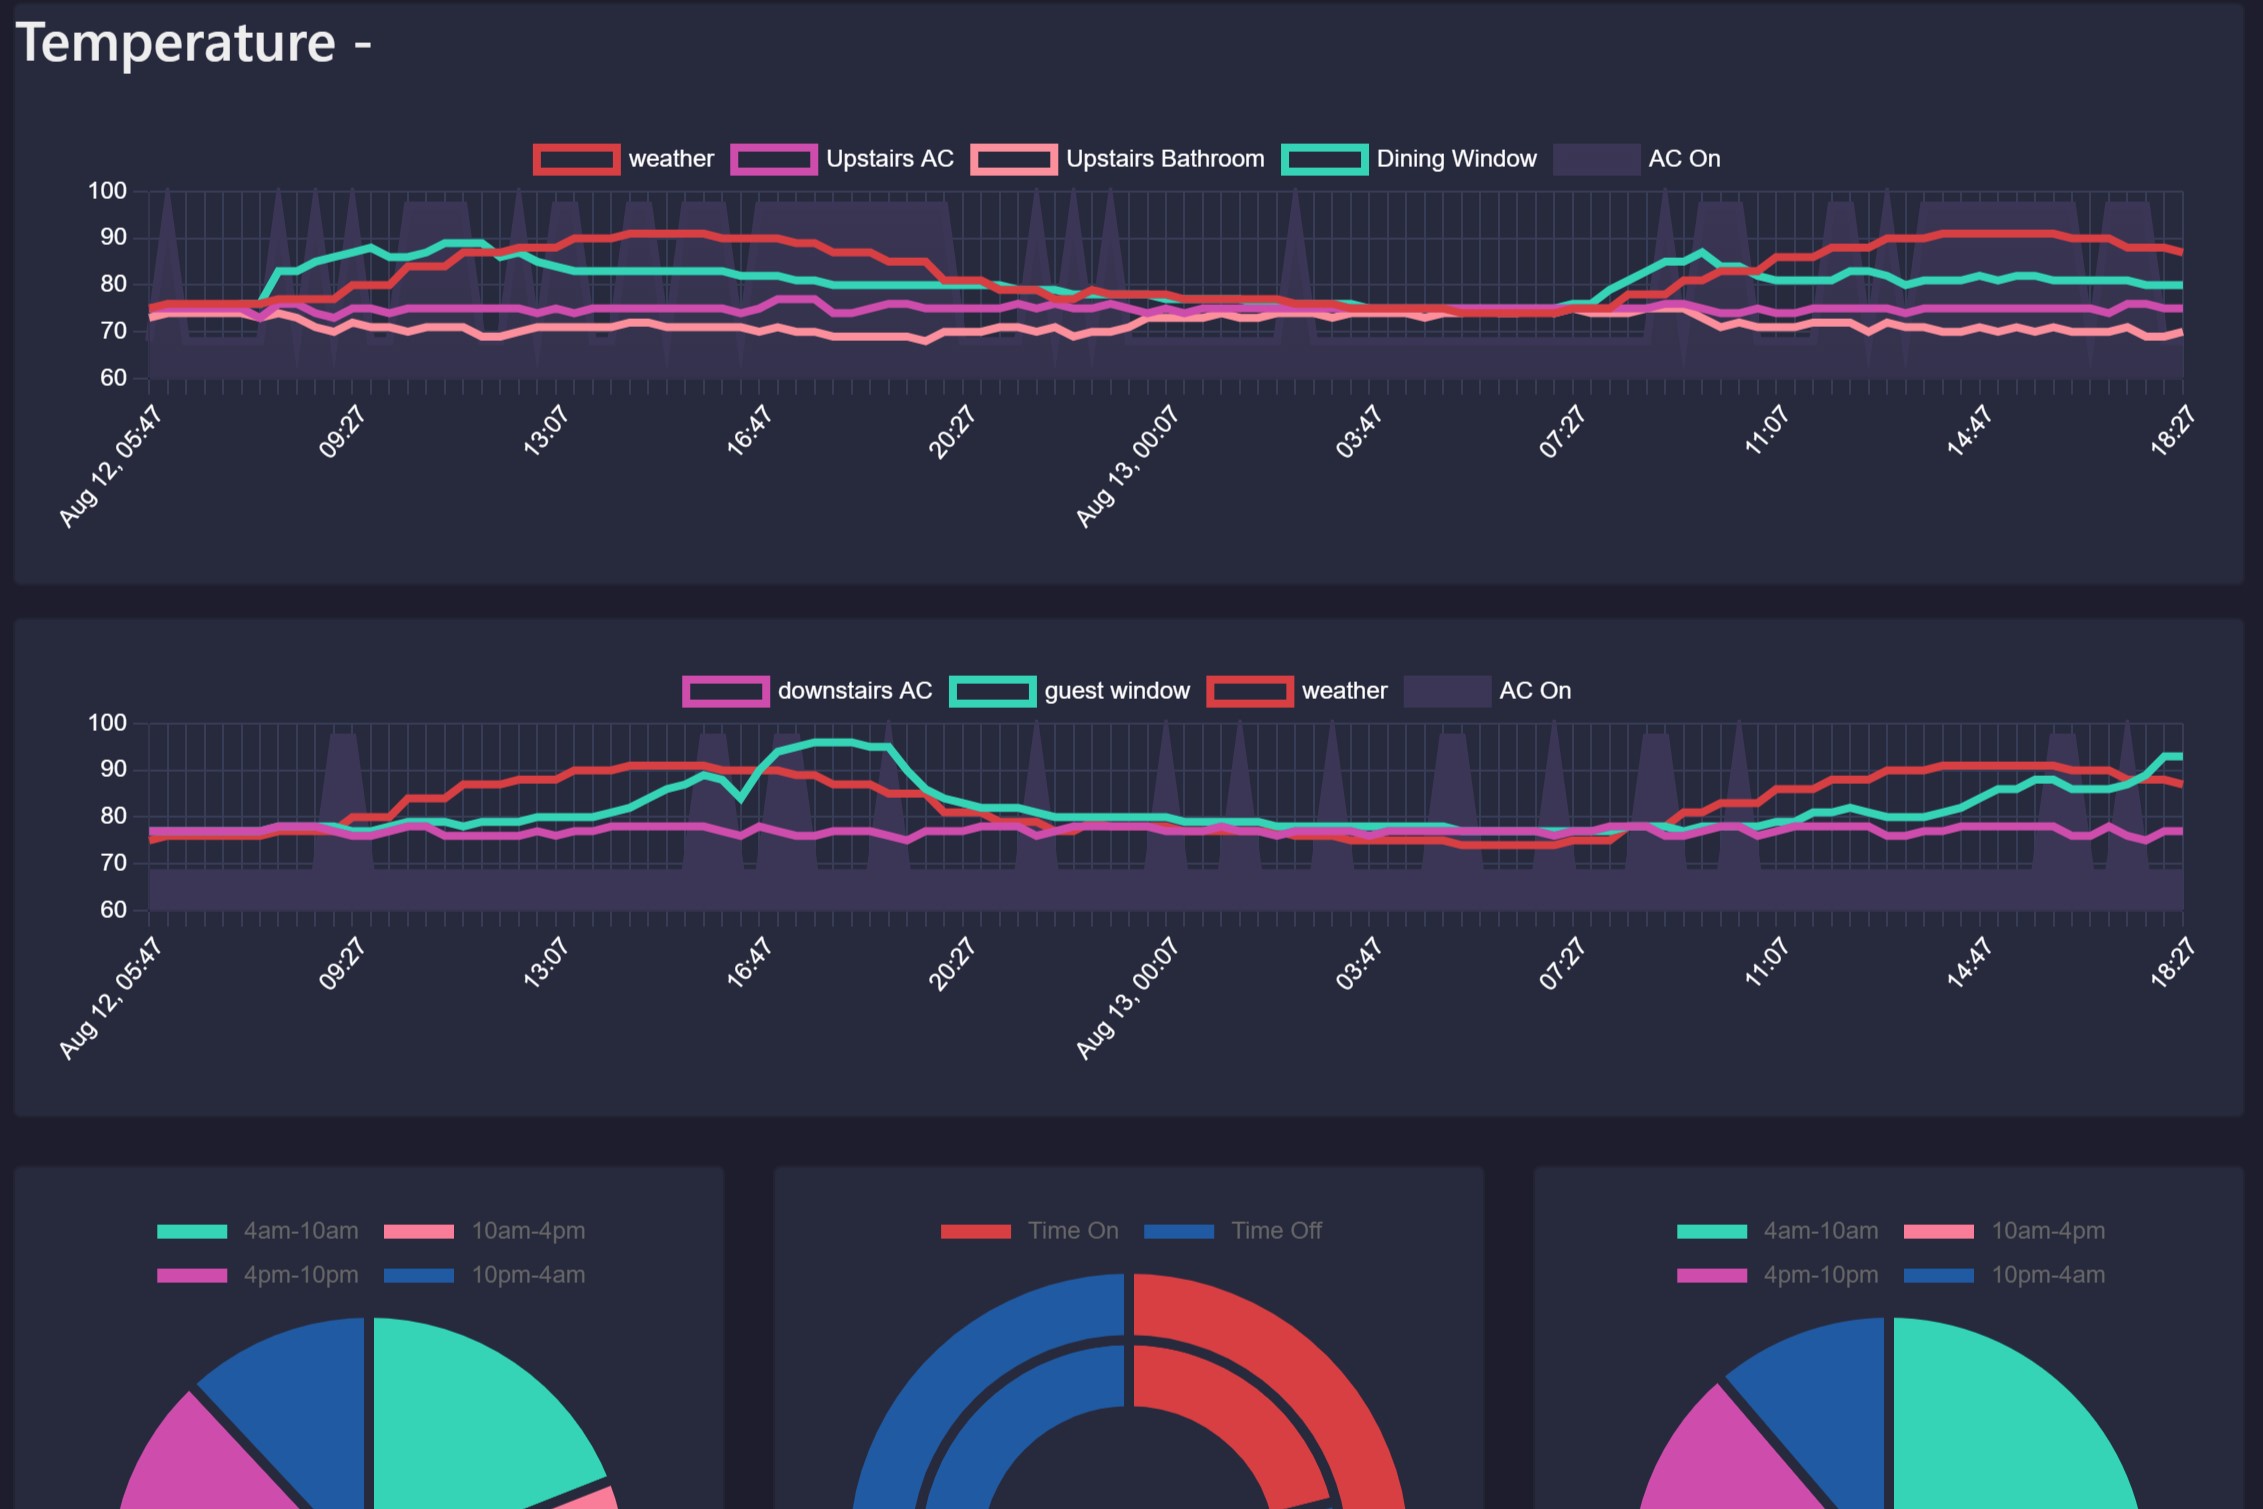 Temperature -
weather Upstairs AC Upstairs Bathroom Dining Window AC On
100
90
80
70
60
Aug 12, 05:47 09:27 13:07 16:47 20:27 Aug 13, 00:07 03:47 07:27 11:07 14:47 18:27
downstairs AC guest window weather AC On
100
90
80
70
60
Aug 12, 05:47 09:27 13:07 16:47 20:27 Aug 13, 00:07 03:47 07:27 11:07 14:47 18:27
4am-10am 10am-4pm
4pm-10pm 10pm-4am
Time On Time Off
4am-10am 10am-4pm
4pm-10pm 10pm-4am